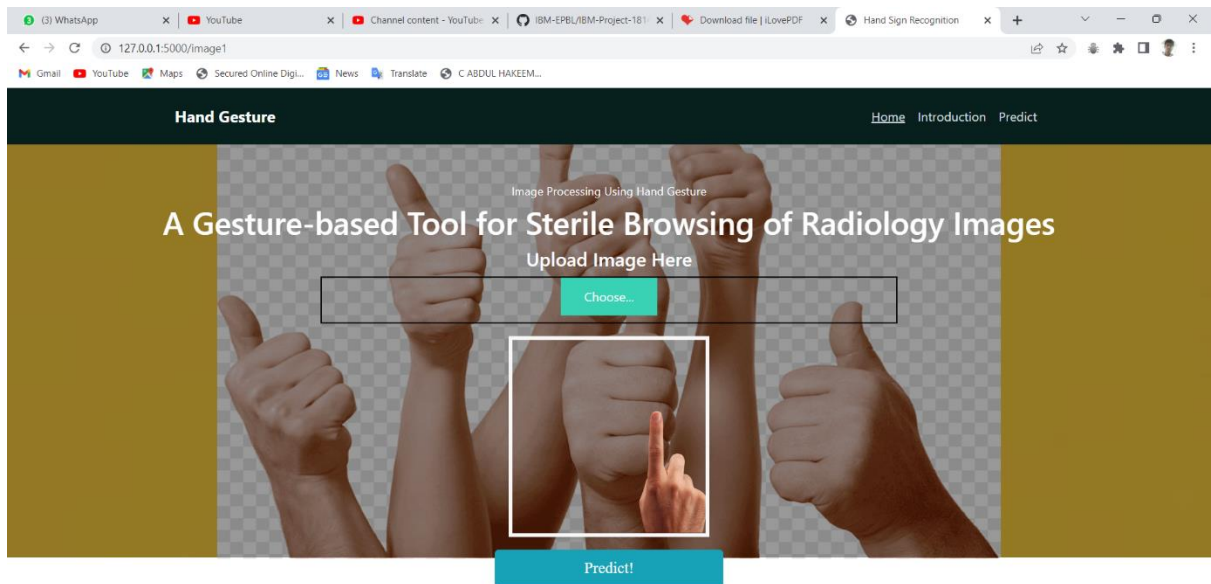 (3) WhatsApp
YouTube
Channel content - YouTube
IBM-EPBL/IBM-Project-181
Download file | iLovePDF
Hand Sign Recognition
127.0.0.1:5000/image1
Gmail
YouTube
Maps
Secured Online Digi...
News
Translate
C ABDUL HAKEEM...
Hand Gesture
Home Introduction Predict
Image Processing Using Hand Gesture
A Gesture-based Tool for Sterile Browsing of Radiology Images
Upload Image Here
Choose...
Predict!